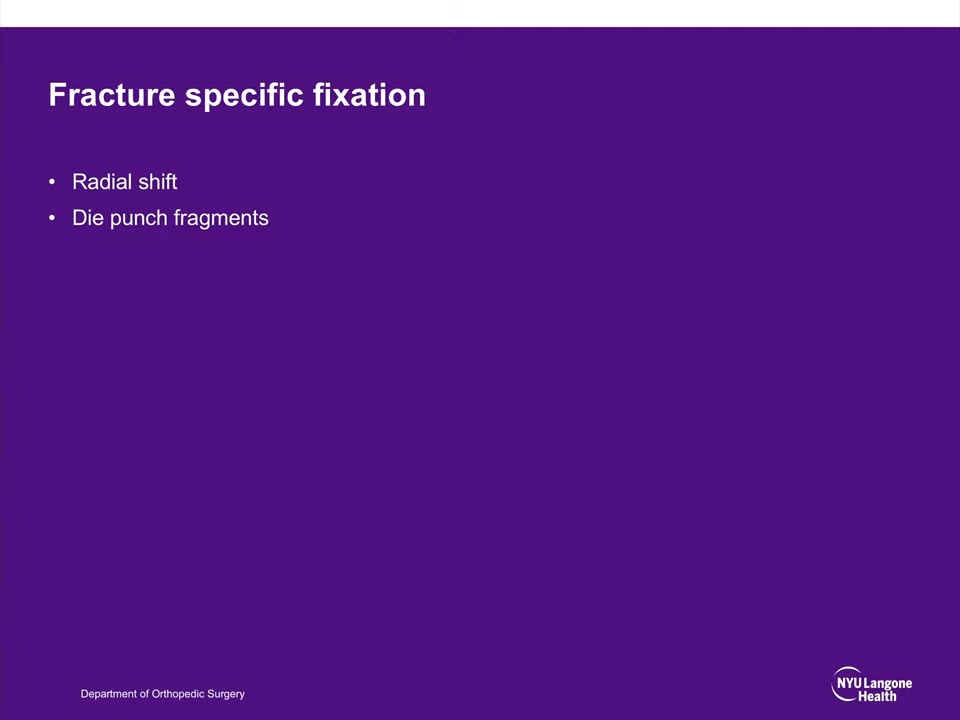 Fracture specific fixation
• Radial shift
• Die punch fragments
Department of Orthopedic Surgery
NYU Langone
Health